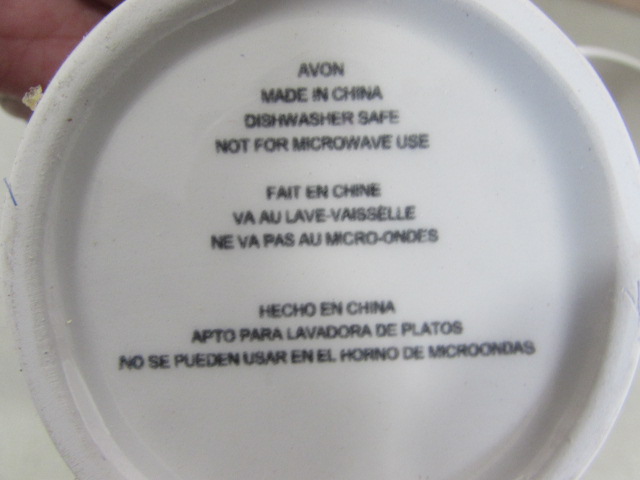 AVON
MADE IN CHINA
DISHWASHER SAFE
NOT FOR MICROWAVE USE
FAIT EN CHINE
VA AU LAVE-VAISSELLE
NE VA PAS AU MICRO-ONDES
HECHO EN CHINA
APTO PARA LAVADORA DE PLATOS
NO SE PUEDEN USAR EN EL HORNO DE MICROONDAS